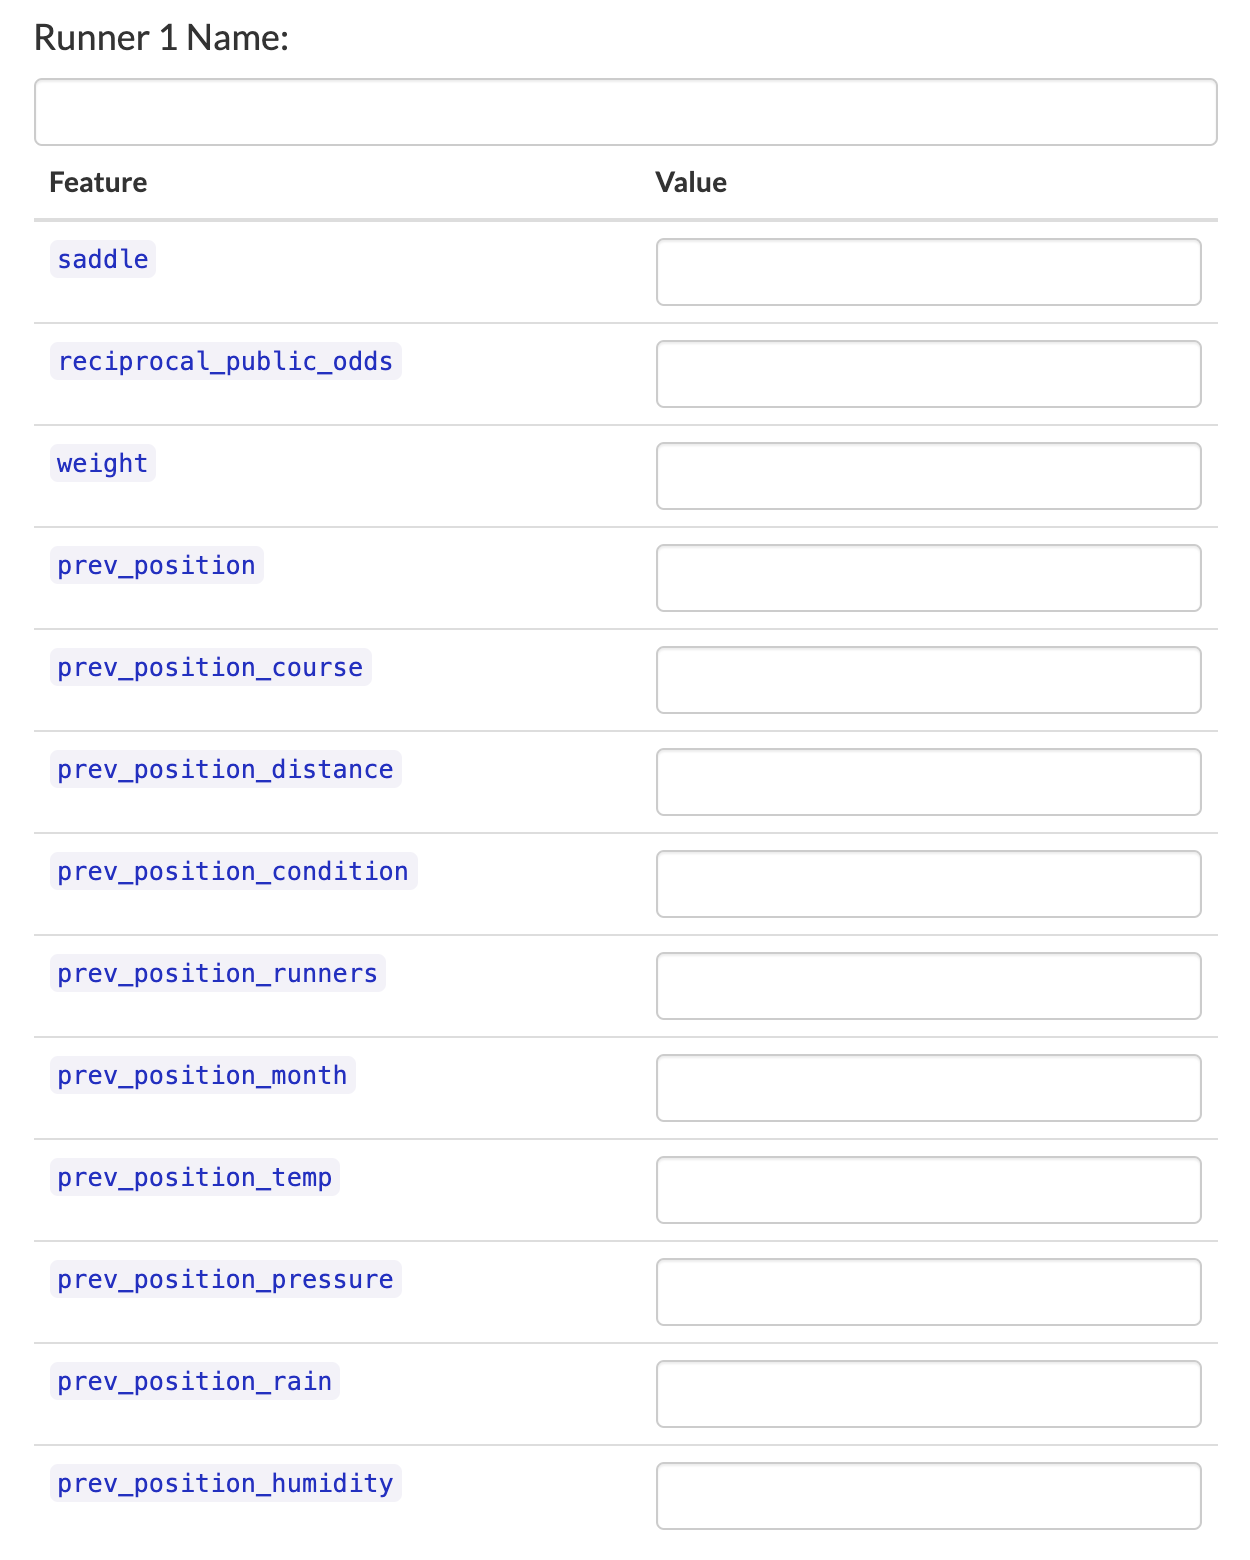 Runner 1 Name:
Feature Value
saddle
reciprocal_public_odds
weight
prev_position
prev_position_course
prev_position_distance
prev_position_condition
prev_position_runners
prev_position_month
prev_position_temp
prev_position_pressure
prev_position_rain
prev_position_humidity